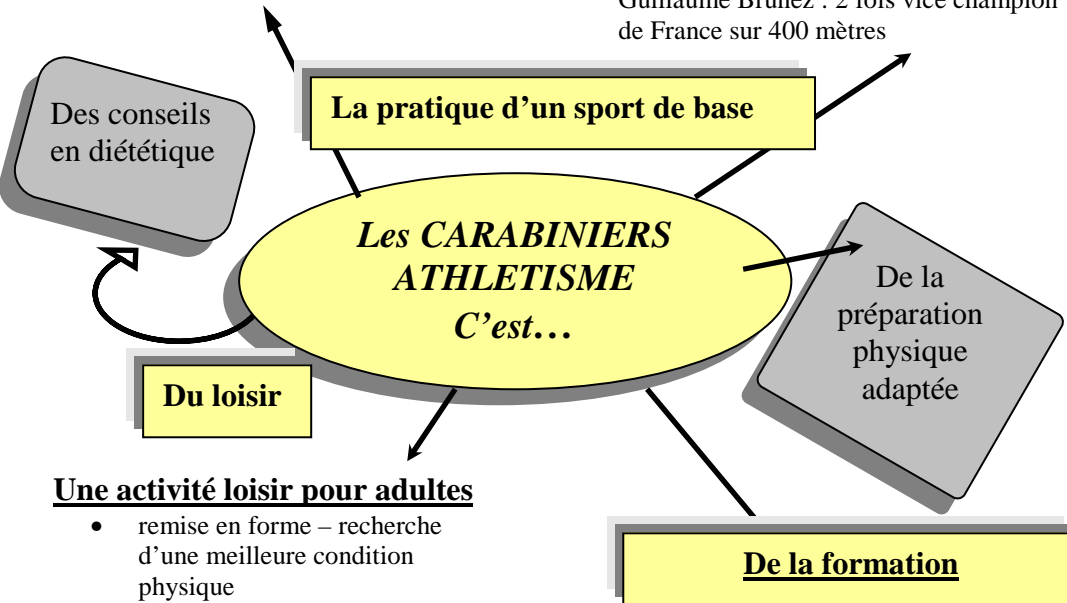 Guillaume Brunez : 2 fois vice champion
de France sur 400 mètres
La pratique d’un sport de base
Des conseils
en diététique
Les CARABINIERS
ATHLETISME
C’est…
De la
préparation
physique
adaptée
Du loisir
Une activité loisir pour adultes
• remise en forme – recherche
d’une meilleure condition
physique
De la formation